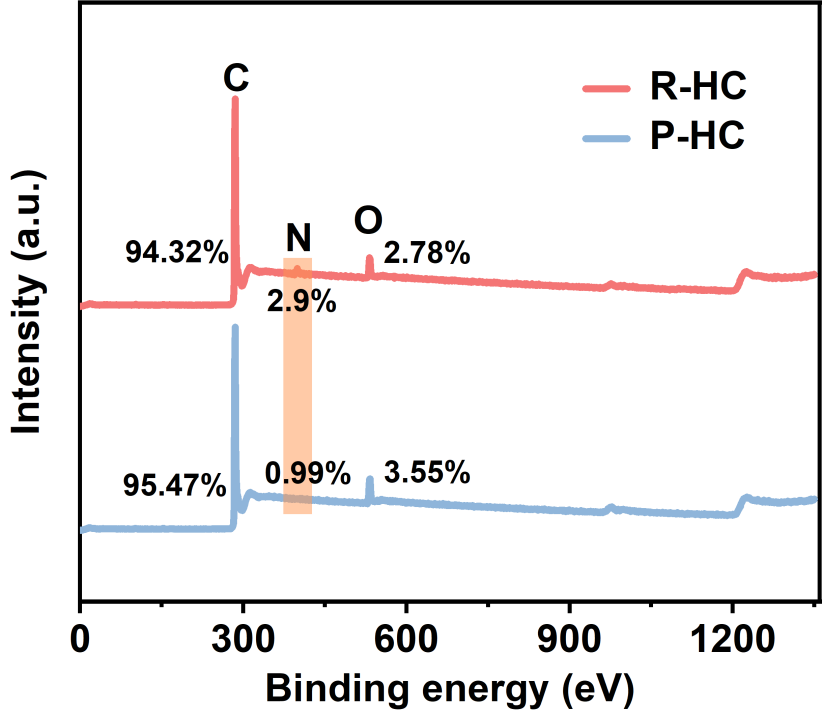 C
R-HC
P-HC
N
O
94.32%
2.78%
2.9%
95.47%
0.99%
3.55%
Intensity (a.u.)
0
300
600
900
1200
Binding energy (eV)